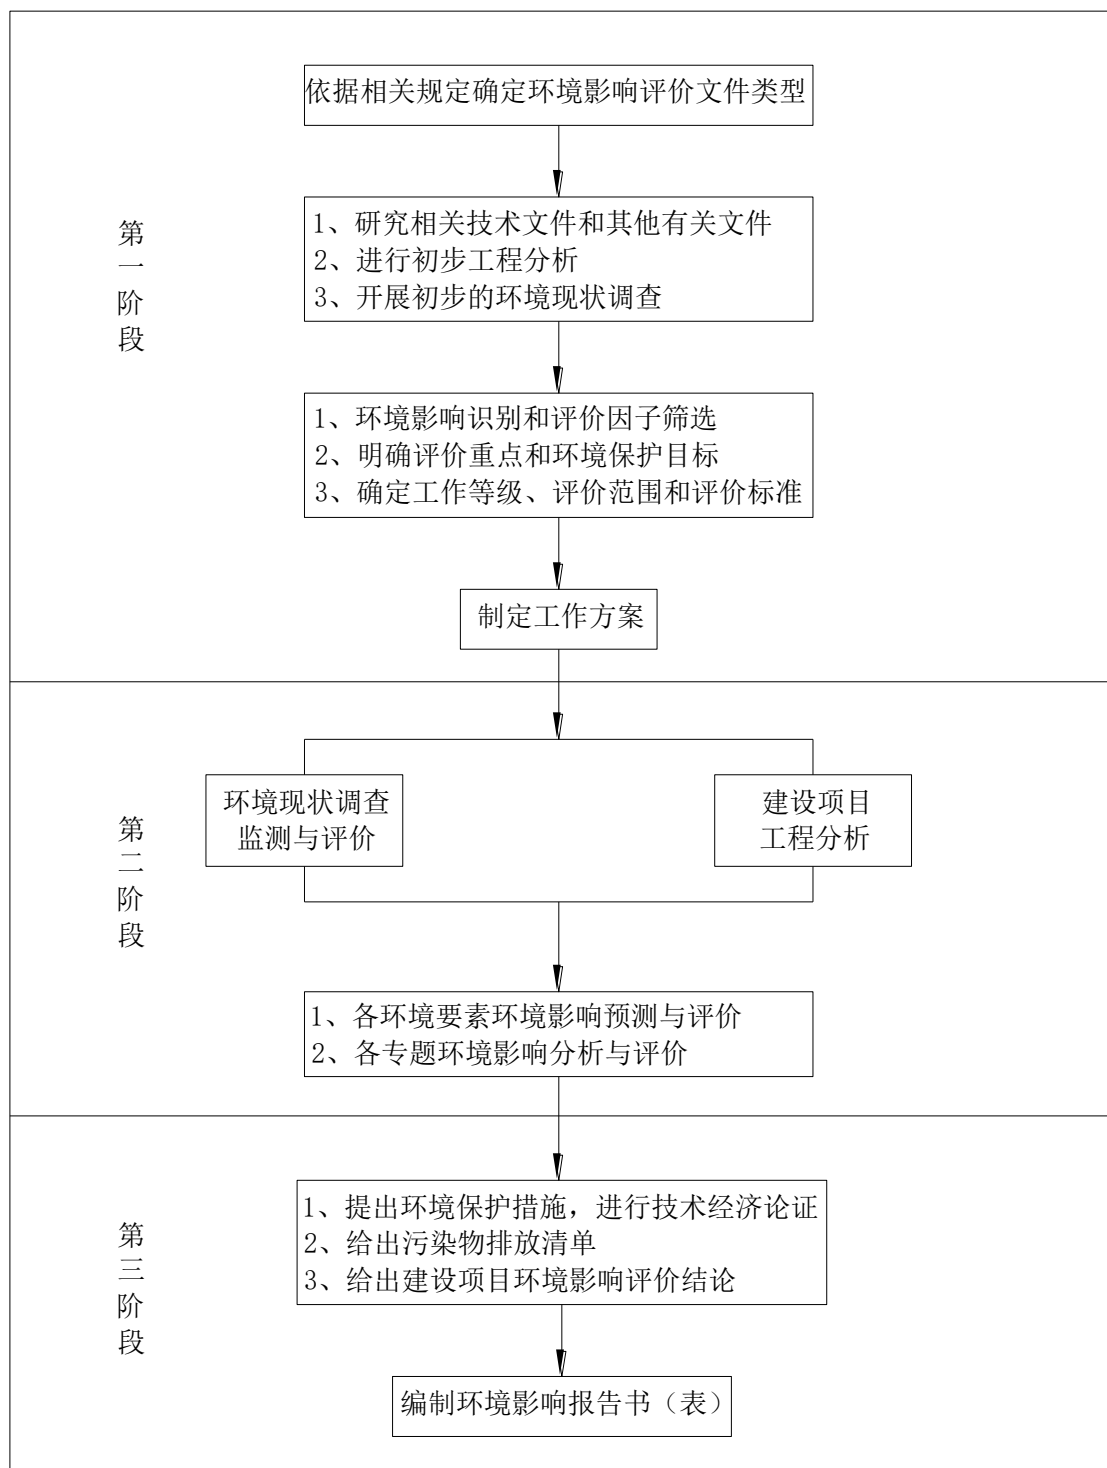 依据相关规定确定环境影响评价文件类型
第一阶段
1、研究相关技术文件和其他有关文件
2、进行初步工程分析
3、开展初步的环境现状调查
1、环境影响识别和评价因子筛选
2、明确评价重点和环境保护目标
3、确定工作等级、评价范围和评价标准
制定工作方案
第二阶段
环境现状调查
监测与评价
建设项目
工程分析
1、各环境要素环境影响预测与评价
2、各专题环境影响分析与评价
第三阶段
1、提出环境保护措施，进行技术经济论证
2、给出污染物排放清单
3、给出建设项目环境影响评价结论
编制环境影响报告书（表）